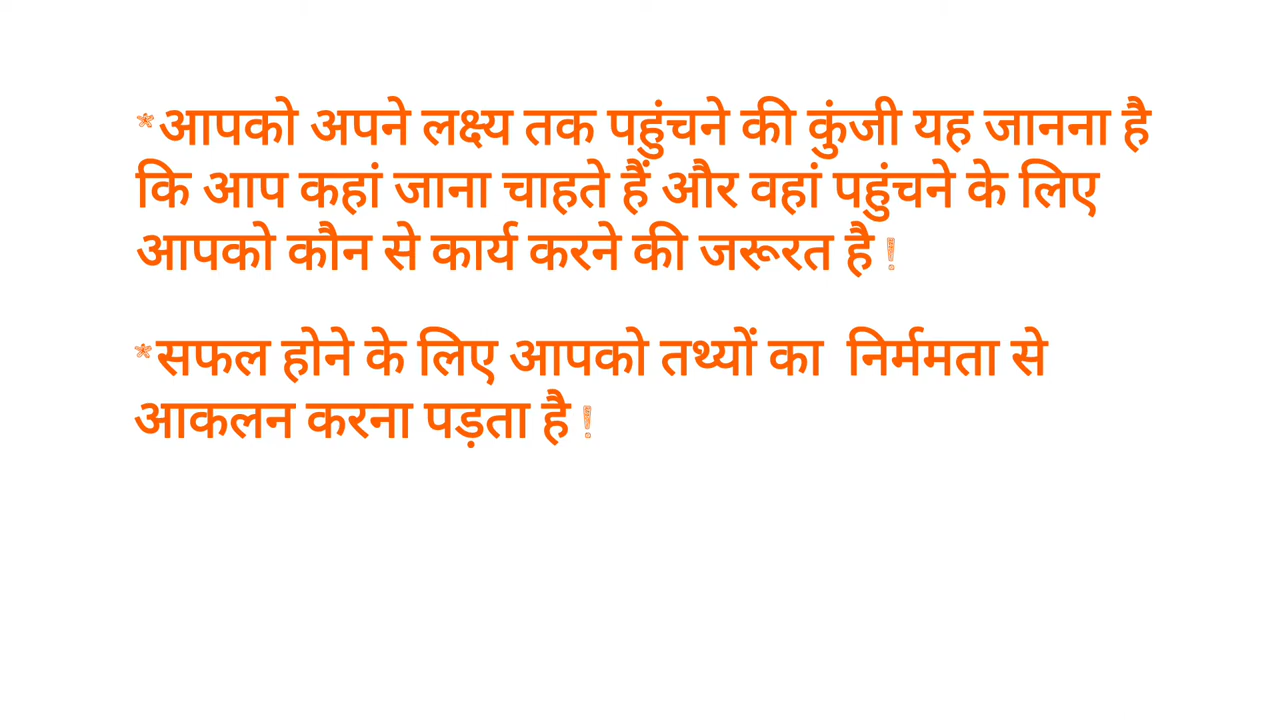 *आपको अपने लक्ष्य तक पहुंचने की कुंजी यह जानना है
कि आप कहां जाना चाहते हैं और वहां पहुंचने के लिए
आपको कौन से कार्य करने की जरूरत है !
*सफल होने के लिए आपको तथ्यों का निर्ममता से
आकलन करना पड़ता है !